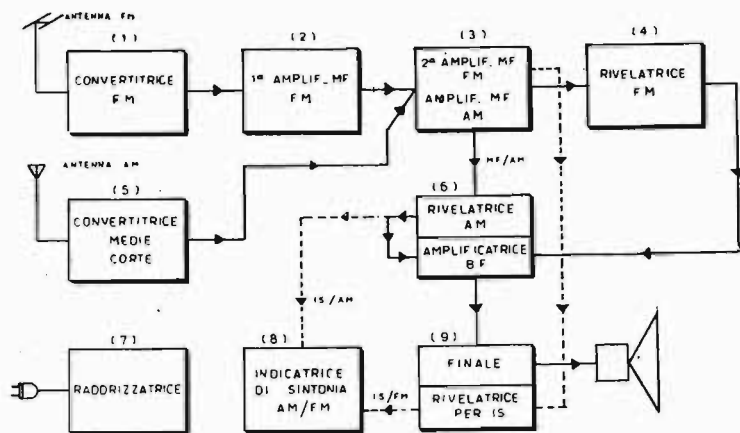 ANTENNA FM
(1)
CONVERTITRICE
FM
(2)
1ª AMPLIF. MF
FM
(3)
2ª AMPLIF. MF
FM
AMPLIF. MF
AM
(4)
RIVELATRICE
FM
ANTENNA AM
(5)
CONVERTITRICE
MEDIE
CORTE
MF/AM
(6)
RIVELATRICE
AM
AMPLIFICATRICE
BF
IS/AM
(7)
RADDRIZZATRICE
(8)
INDICATRICE
DI SINTONIA
AM/FM
IS/FM
(9)
FINALE
RIVELATRICE
PER IS